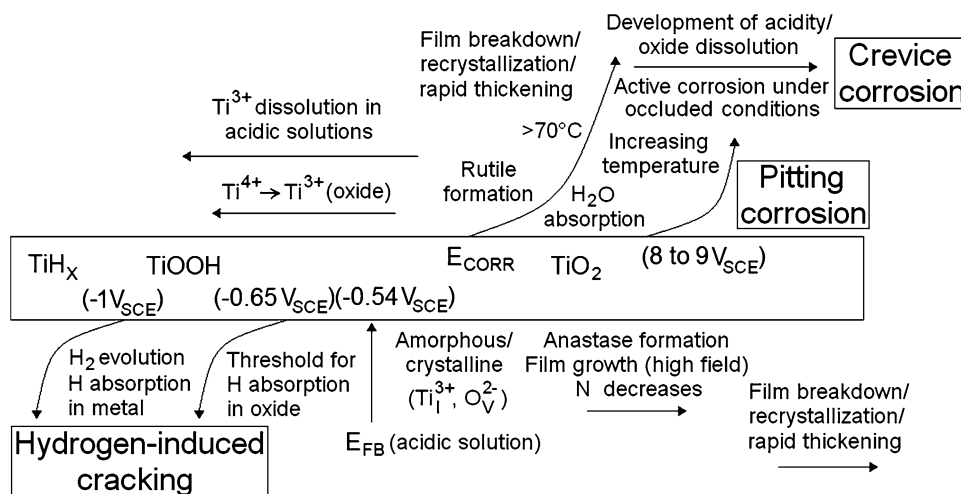 Film breakdown/
recrystallization/
rapid thickening
Development of acidity/
oxide dissolution
Crevice
corrosion
Active corrosion under
occluded conditions
Ti³⁺ dissolution in
acidic solutions
>70°C
Increasing
temperature
Rutile
formation
H₂O
absorption
Pitting
corrosion
Ti⁴⁺→Ti³⁺(oxide)
TiHX
TiOOH
ECORR
TiO₂
(8 to 9VSCE)
(-1VSCE)
(-0.65VSCE)(-0.54VSCE)
H₂ evolution
H absorption
in metal
Threshold for
H absorption
in oxide
Amorphous/
crystalline
(TiI³⁺, OV²⁻)
Anastase formation
Film growth (high field)
N decreases
Film breakdown/
recrystallization/
rapid thickening
EFB (acidic solution)
Hydrogen-induced
cracking